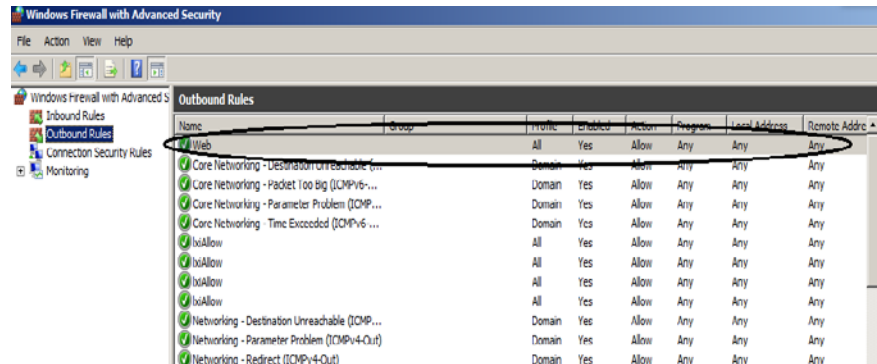 Windows Firewall with Advanced Security
File Action View Help
Windows Firewall with Advanced S
Inbound Rules
Outbound Rules
Connection Security Rules
Monitoring
Outbound Rules
Name Group Profile Enabled Action Program Local Address Remote Addre
Web All Yes Allow Any Any Any
Core Networking - Destination Unreachable (... Domain Yes Allow Any Any Any
Core Networking - Packet Too Big (ICMPv6-... Domain Yes Allow Any Any Any
Core Networking - Parameter Problem (ICMP... Domain Yes Allow Any Any Any
Core Networking - Time Exceeded (ICMPv6-... Domain Yes Allow Any Any Any
IxiAllow All Yes Allow Any Any Any
IxiAllow All Yes Allow Any Any Any
IxiAllow All Yes Allow Any Any Any
IxiAllow All Yes Allow Any Any Any
Networking - Destination Unreachable (ICMP... Domain Yes Allow Any Any Any
Networking - Parameter Problem (ICMPv4-Out) Domain Yes Allow Any Any Any
Networking - Redirect (ICMPv4-Out) Domain Yes Allow Any Any Any